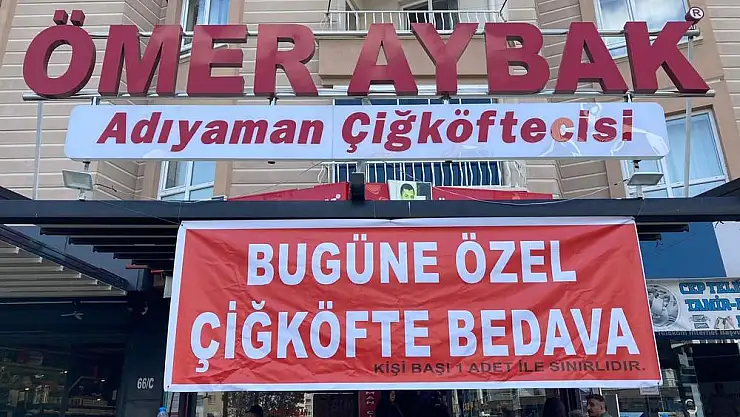 ÖMER AYBAK
R
Adıyaman Çiğköftecisi
BUGÜNE ÖZEL
ÇİĞKÖFTE BEDAVA
KİŞİ BAŞI 1 ADET İLE SINIRLIDIR.
CEP TELE
TAMİR-
66/C